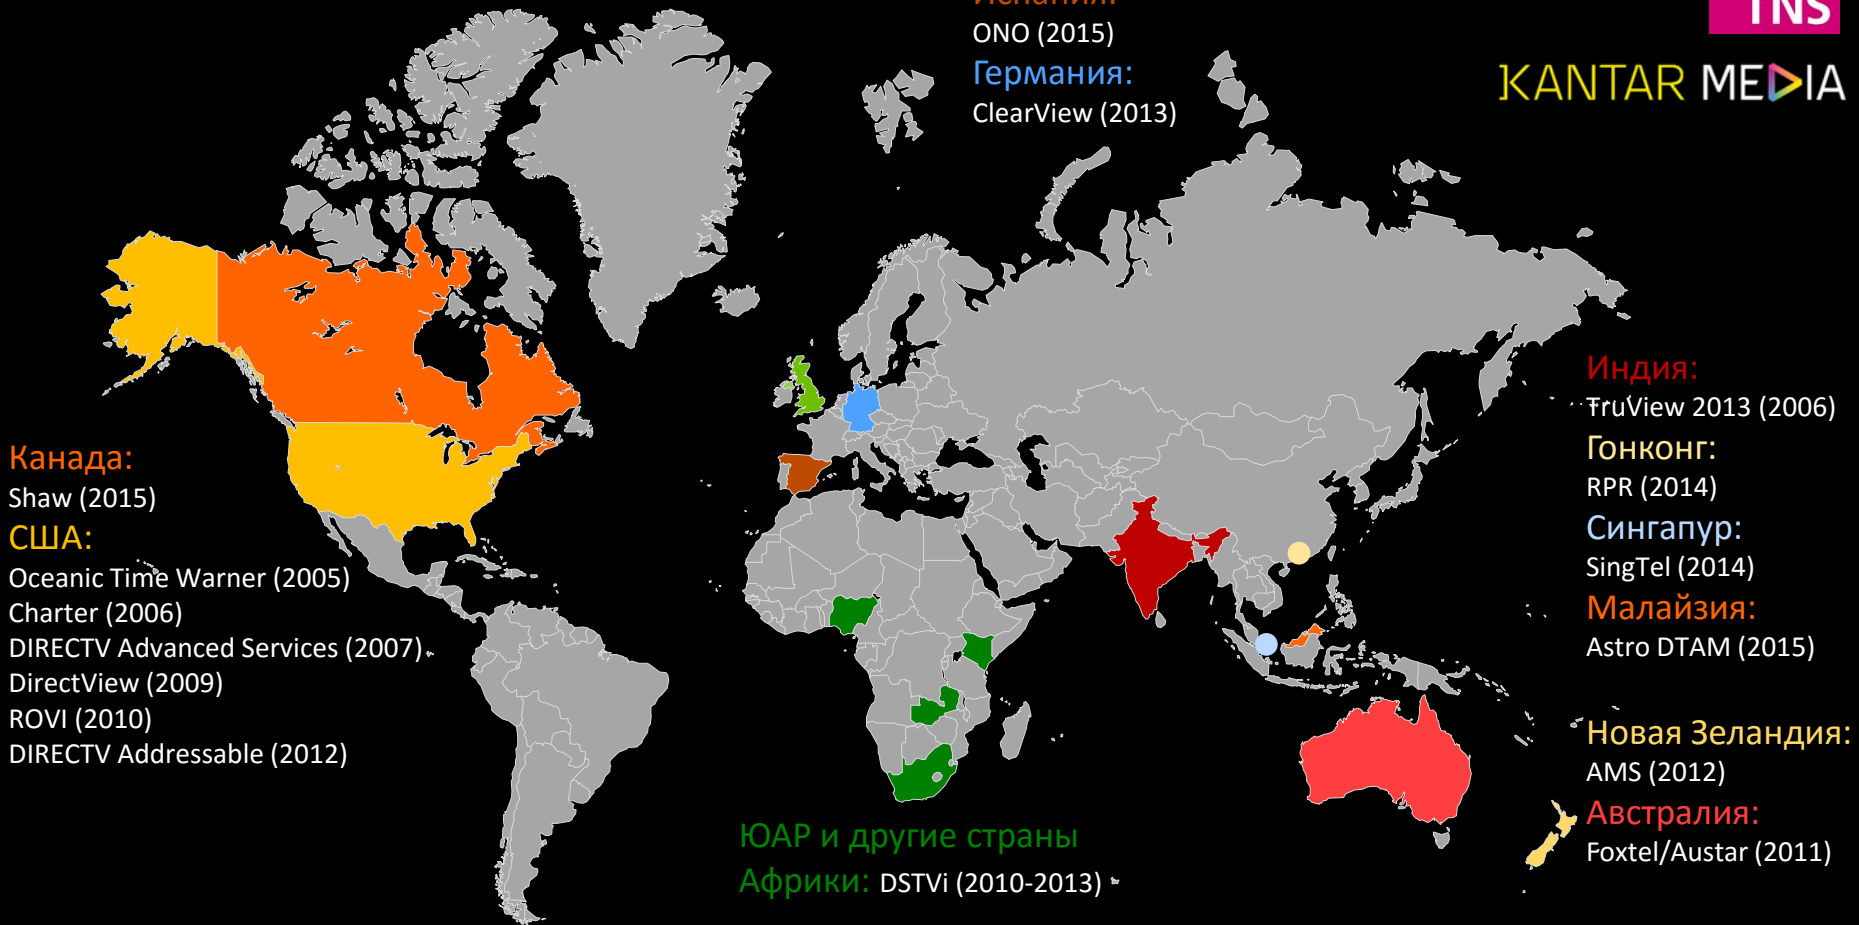 Испания:
ONO (2015)
Германия:
ClearView (2013)
TNS
KANTAR MEDIA
Канада:
Shaw (2015)
США:
Oceanic Time Warner (2005)
Charter (2006)
DIRECTV Advanced Services (2007)
DirectView (2009)
ROVI (2010)
DIRECTV Addressable (2012)
ЮАР и другие страны
Африки: DSTVi (2010-2013)
Индия:
TruView 2013 (2006)
Гонконг:
RPR (2014)
Сингапур:
SingTel (2014)
Малайзия:
Astro DTAM (2015)
Новая Зеландия:
AMS (2012)
Австралия:
Foxtel/Austar (2011)